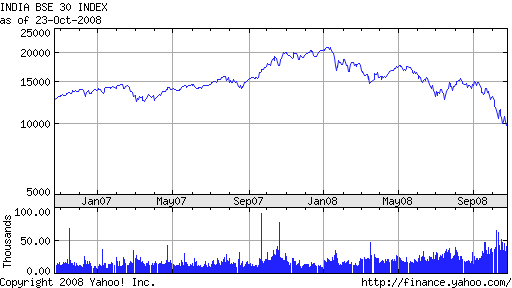 INDIA BSE 30 INDEX
as of 23-Oct-2008
25000
20000
15000
10000
5000
Jan07 May07 Sep07 Jan08 May08 Sep08
100.00
50.00
0.00
Thousands
Copyright 2008 Yahoo! Inc. http://finance.yahoo.com/